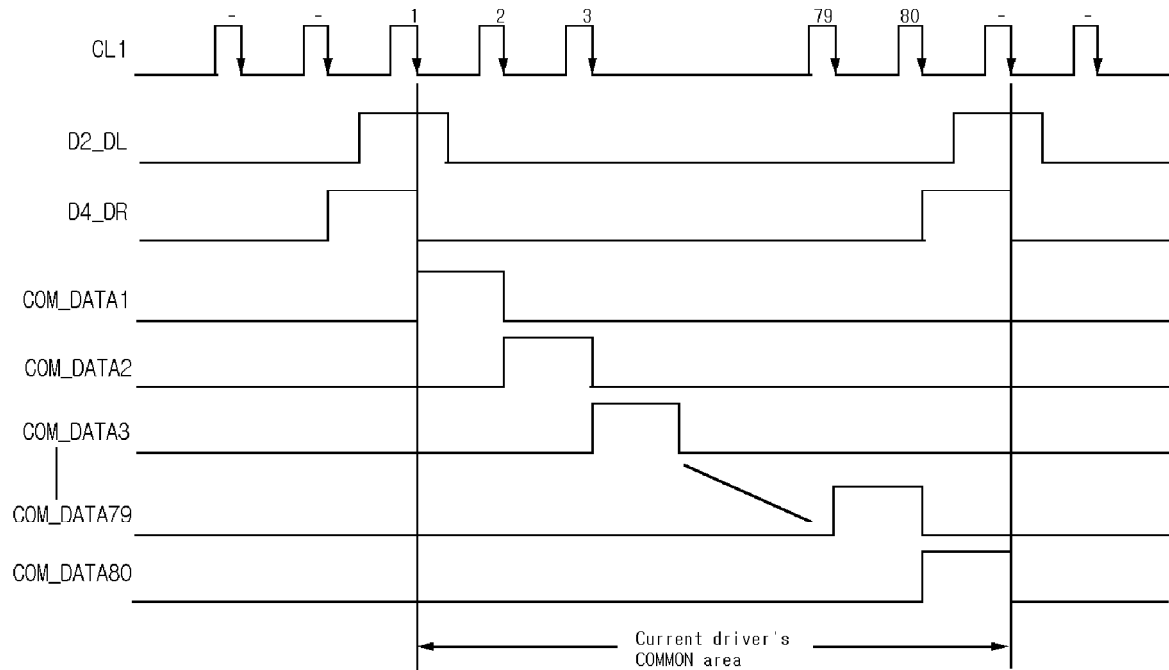 - - 1 2 3 79 80 - -
CL1
D2_DL
D4_DR
COM_DATA1
COM_DATA2
COM_DATA3
COM_DATA79
COM_DATA80
Current driver's
COMMON area